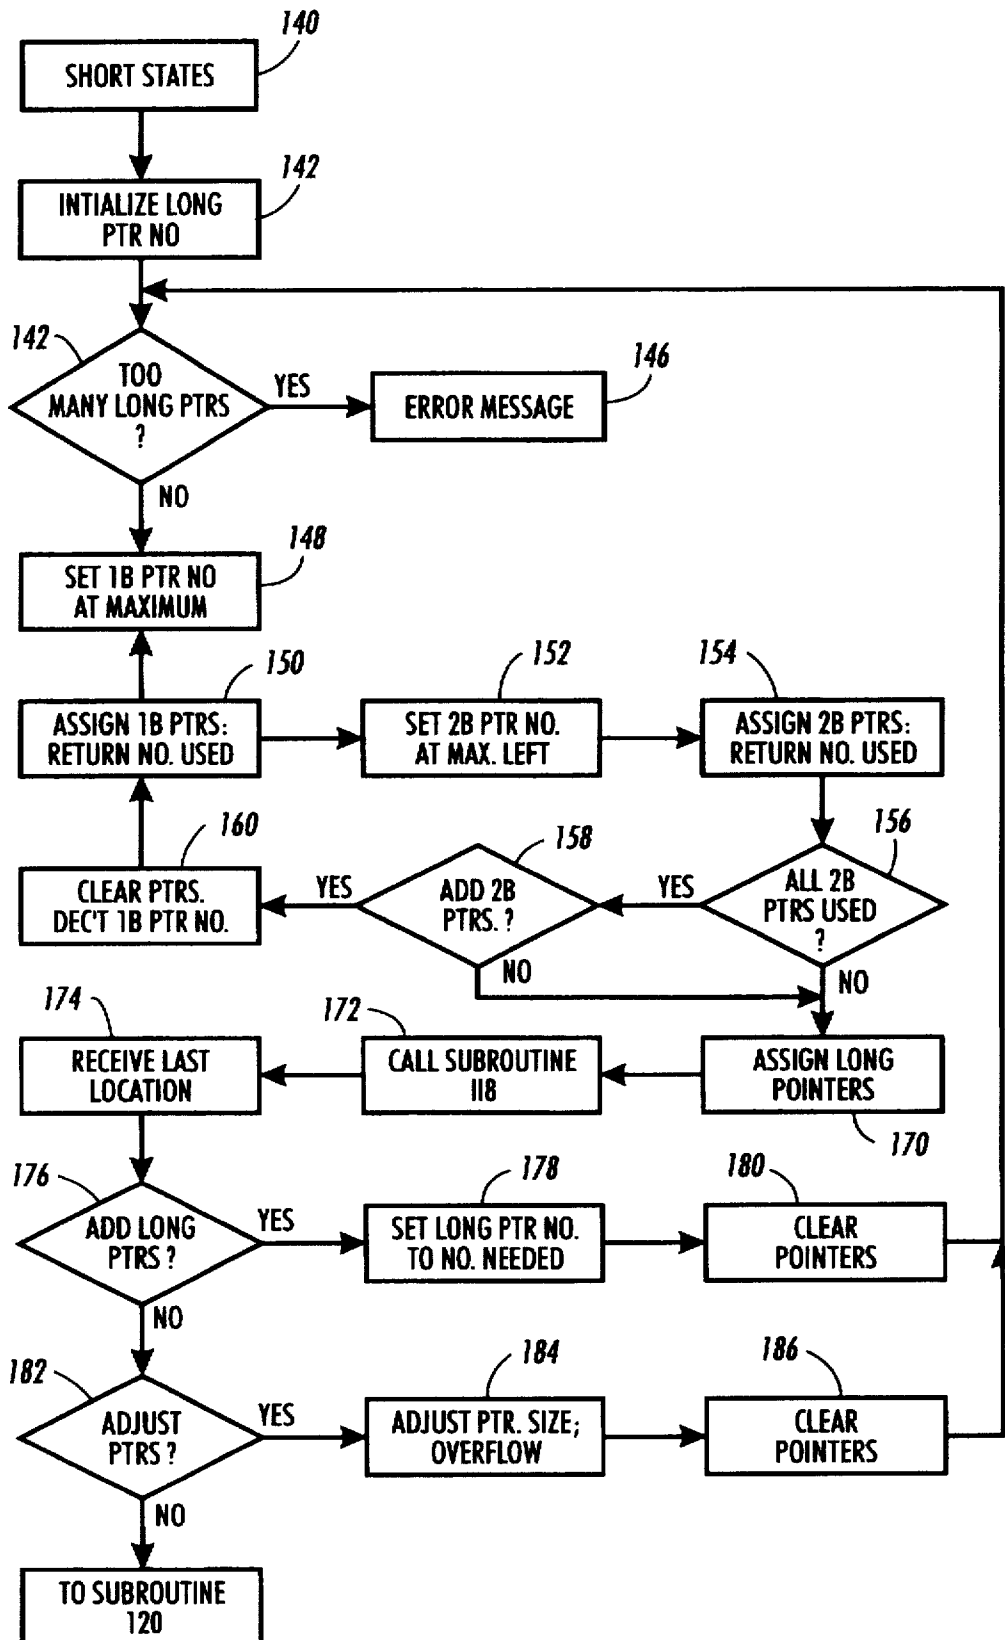 140
SHORT STATES
142
INTIALIZE LONG
PTR NO
142
TOO
MANY LONG PTRS
?
YES
146
ERROR MESSAGE
NO
148
SET 1B PTR NO
AT MAXIMUM
150
ASSIGN 1B PTRS:
RETURN NO. USED
152
SET 2B PTR NO.
AT MAX. LEFT
154
ASSIGN 2B PTRS:
RETURN NO. USED
160
CLEAR PTRS.
DEC'T 1B PTR NO.
YES
158
ADD 2B
PTRS. ?
NO
YES
156
ALL 2B
PTRS USED
?
NO
174
RECEIVE LAST
LOCATION
172
CALL SUBROUTINE
118
ASSIGN LONG
POINTERS
170
176
ADD LONG
PTRS ?
YES
178
SET LONG PTR NO.
TO NO. NEEDED
180
CLEAR
POINTERS
NO
182
ADJUST
PTRS ?
YES
184
ADJUST PTR. SIZE;
OVERFLOW
186
CLEAR
POINTERS
NO
TO SUBROUTINE
120